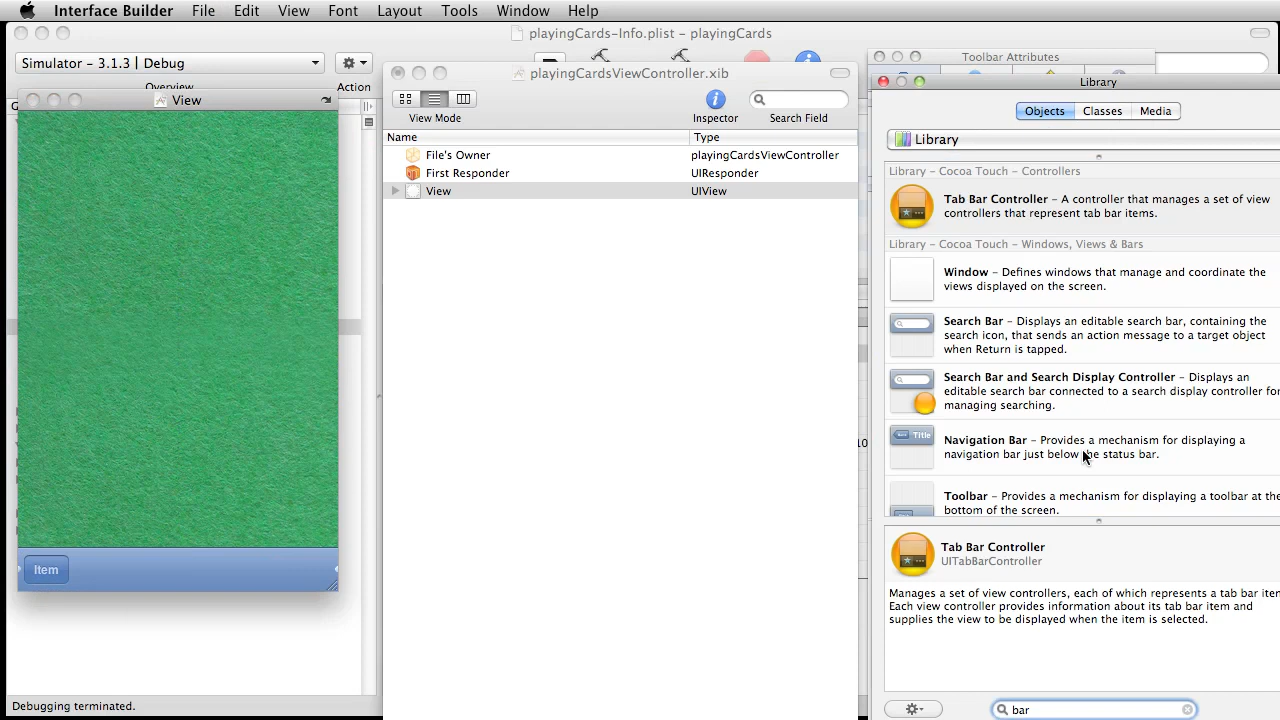 Interface Builder File Edit View Font Layout Tools Window Help
playingCards-Info.plist – playingCards
Simulator – 3.1.3 | Debug
Overview
Action
View
Item
Debugging terminated.
playingCardsViewController.xib
View Mode
Inspector
Search Field
Name Type
File's Owner playingCardsViewController
First Responder UIResponder
View UIView
10
Toolbar Attributes
Library
Objects Classes Media
Library
Library – Cocoa Touch – Controllers
Tab Bar Controller – A controller that manages a set of view
controllers that represent tab bar items.
Library – Cocoa Touch – Windows, Views & Bars
Window – Defines windows that manage and coordinate the
views displayed on the screen.
Search Bar – Displays an editable search bar, containing the
search icon, that sends an action message to a target object
when Return is tapped.
Search Bar and Search Display Controller – Displays an
editable search bar connected to a search display controller for
managing searching.
Title
Navigation Bar – Provides a mechanism for displaying a
navigation bar just below the status bar.
Toolbar – Provides a mechanism for displaying a toolbar at the
bottom of the screen.
Tab Bar Controller
UITabBarController
Manages a set of view controllers, each of which represents a tab bar
Each view controller provides information about its tab bar item and
supplies the view to be displayed when the item is selected.
bar